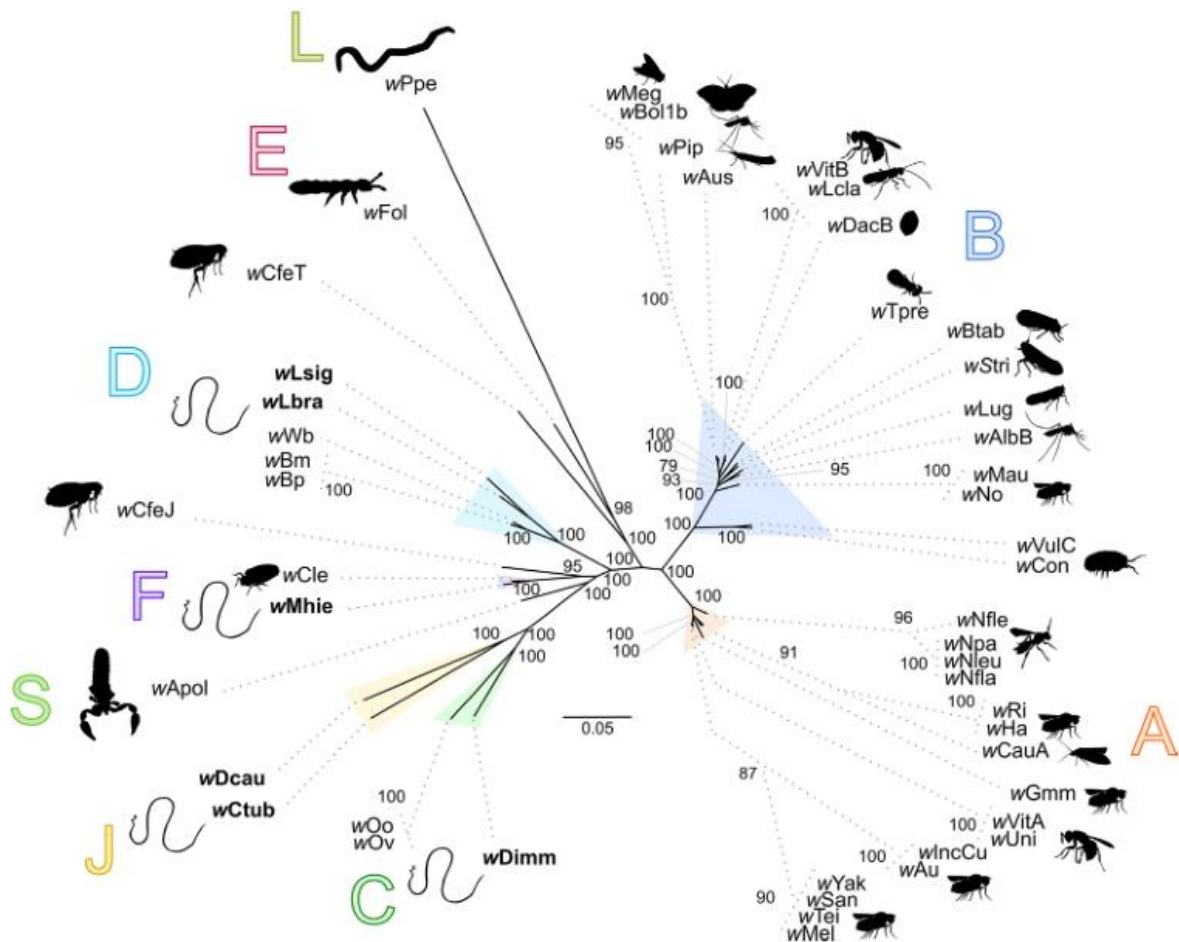 L
wPpe
E
wFol
wCfeT
D
wLsig
wLbra
wWb
wBm
wBp
100
wCfeJ
F
wCle
wMhie
S
wApol
J
wDcau
wCtub
C
100
wOo
wOv
wDimm
wMeg
wBol1b
95
wPip
wAus
100
wVitB
wLcla
100
wDacB
B
wTpre
wBtab
wStri
wLug
wAlbB
95
100
wMau
wNo
wVulC
wCon
100
100
100
79
93
100
100
100
98
100
100
100
100
100
95
100
100
100
100
100
100
100
100
100
100
0.05
96
wNfle
wNpa
100
wNleu
wNfla
91
100
wRi
wHa
wCauA
A
wGmm
wVitA
100
wUni
87
wIncCu
100
wAu
wYak
90
wSan
wTei
wMel